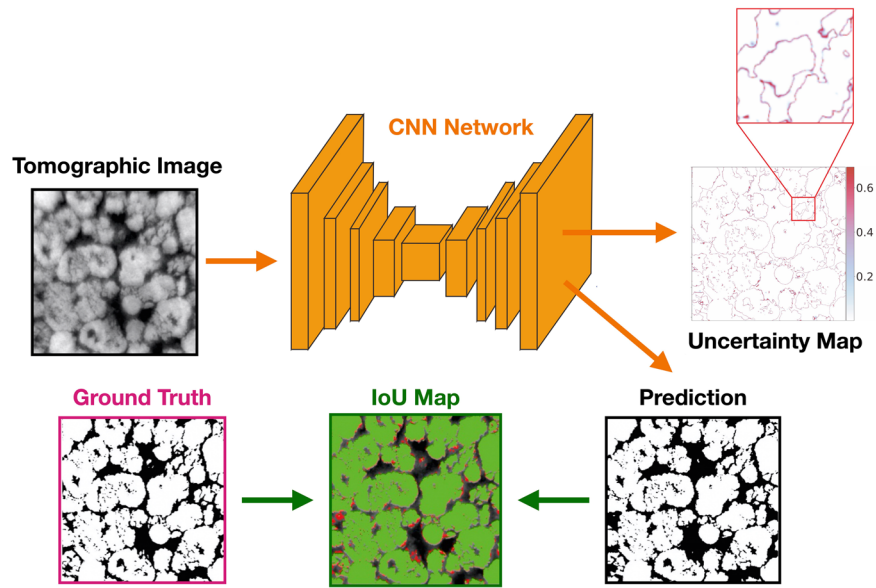 CNN Network
Tomographic Image
0.6
0.4
0.2
Uncertainty Map
Ground Truth
IoU Map
Prediction